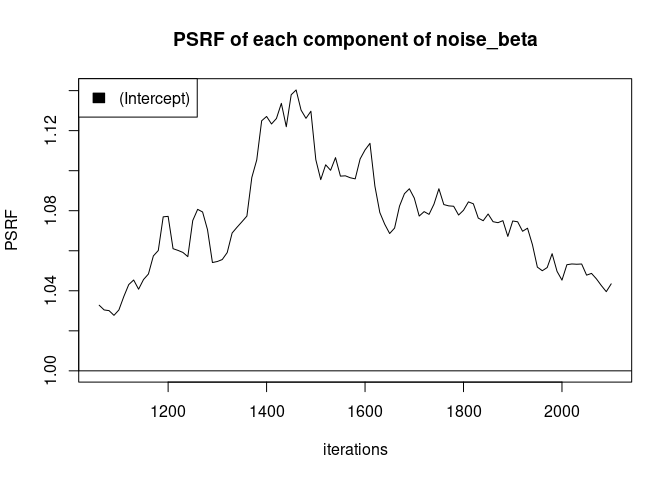 PSRF of each component of noise_beta
(Intercept)
PSRF
1.12
1.08
1.04
1.00
1200 1400 1600 1800 2000
iterations